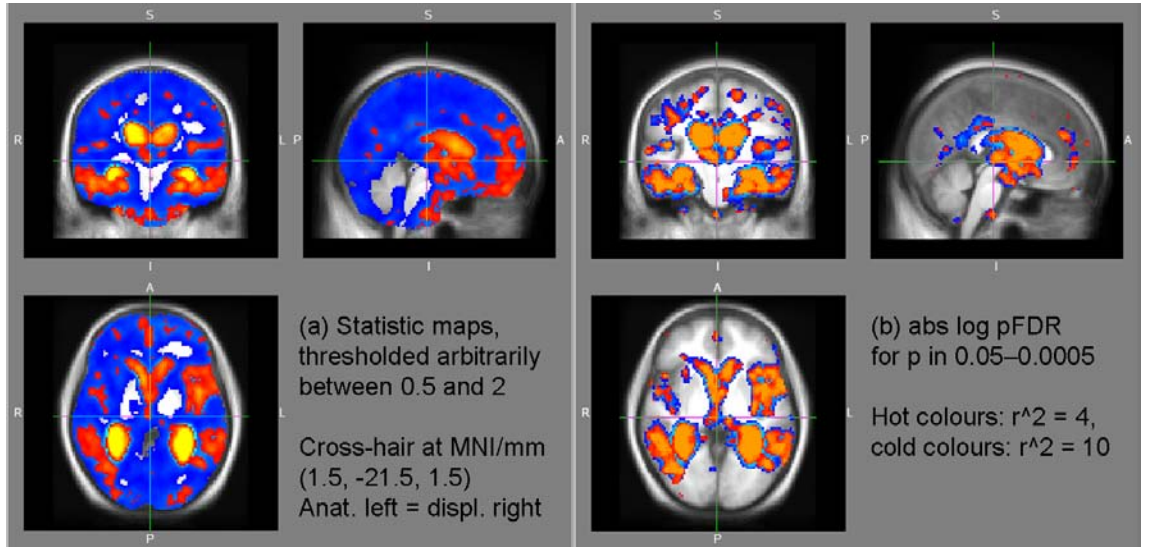 S
S
R
L
P
A
I
I
A
R
L
P
(a) Statistic maps,
thresholded arbitrarily
between 0.5 and 2
Cross-hair at MNI/mm
(1.5, -21.5, 1.5)
Anat. left = displ. right
S
S
R
L
P
A
I
I
A
R
L
P
(b) abs log pFDR
for p in 0.05–0.0005
Hot colours: r^2 = 4,
cold colours: r^2 = 10